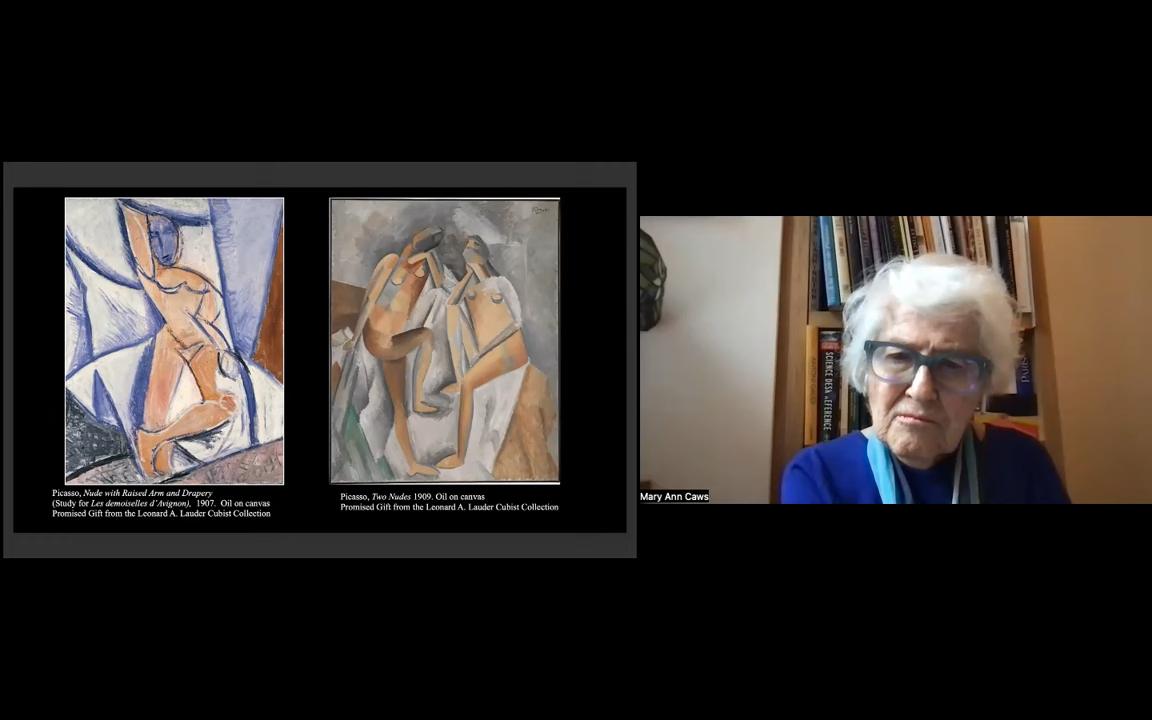 Picasso, Nude with Raised Arm and Drapery
(Study for Les demoiselles d'Avignon), 1907. Oil on canvas
Promised Gift from the Leonard A. Lauder Cubist Collection
Picasso, Two Nudes 1909. Oil on canvas
Promised Gift from the Leonard A. Lauder Cubist Collection
SCIENCE DESK REFERENCE
Mary Ann Caws